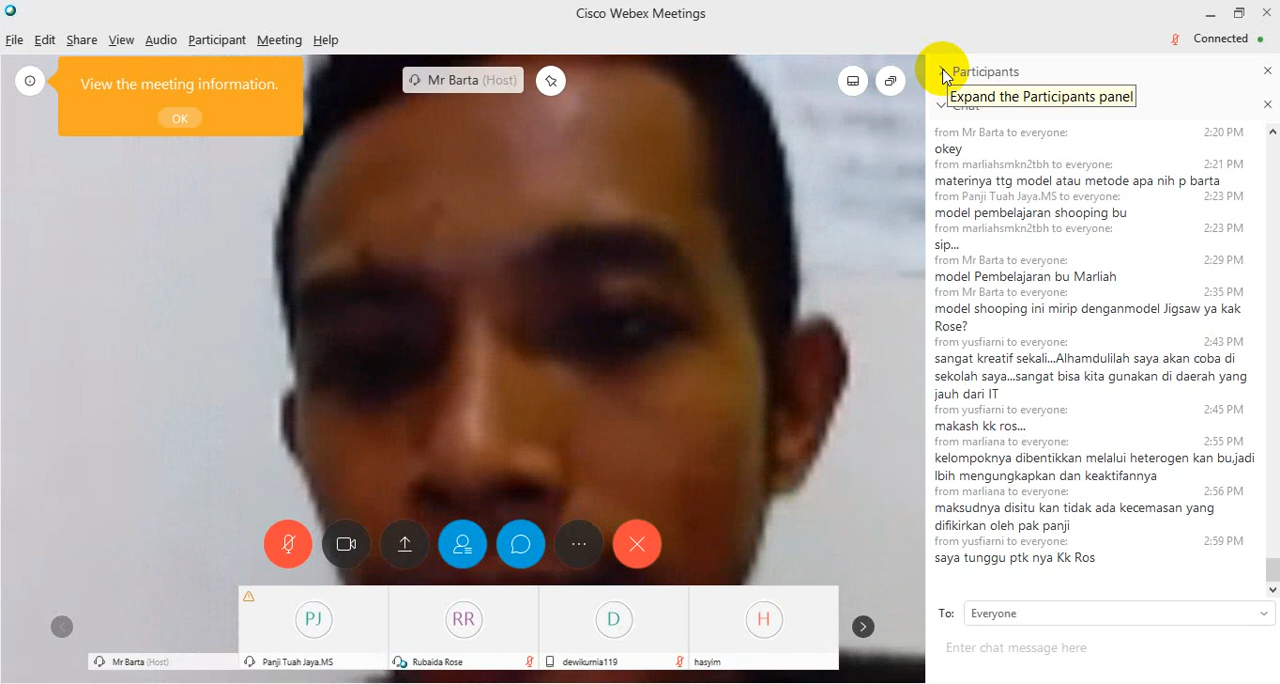 Cisco Webex Meetings
File Edit Share View Audio Participant Meeting Help
Connected
View the meeting information.
OK
Mr Barta (Host)
Participants
Expand the Participants panel
Chat
from Mr Barta to everyone: 2:20 PM
okey
from marliahsmkn2tbh to everyone: 2:21 PM
materinya ttg model atau metode apa nih p barta
from Panji Tuah Jaya.MS to everyone: 2:23 PM
model pembelajaran shooping bu
from marliahsmkn2tbh to everyone: 2:23 PM
sip...
from Mr Barta to everyone: 2:29 PM
model Pembelajaran bu Marliah
from Mr Barta to everyone: 2:35 PM
model shooping ini mirip denganmodel Jigsaw ya kak
Rose?
from yusfiarni to everyone: 2:43 PM
sangat kreatif sekali...Alhamdulilah saya akan coba di
sekolah saya...sangat bisa kita gunakan di daerah yang
jauh dari IT
from yusfiarni to everyone: 2:45 PM
makash kk ros...
from marliana to everyone: 2:55 PM
kelompoknya dibentikkan melalui heterogen kan bu,jadi
lbih mengungkapkan dan keaktifannya
from marliana to everyone: 2:56 PM
maksudnya disitu kan tidak ada kecemasan yang
difikirkan oleh pak panji
from yusfiarni to everyone: 2:59 PM
saya tunggu ptk nya Kk Ros
To: Everyone
Enter chat message here
PJ RR D H
Mr Barta (Host) Panji Tuah Jaya.MS Rubaida Rose dewikurnia119 hasyim